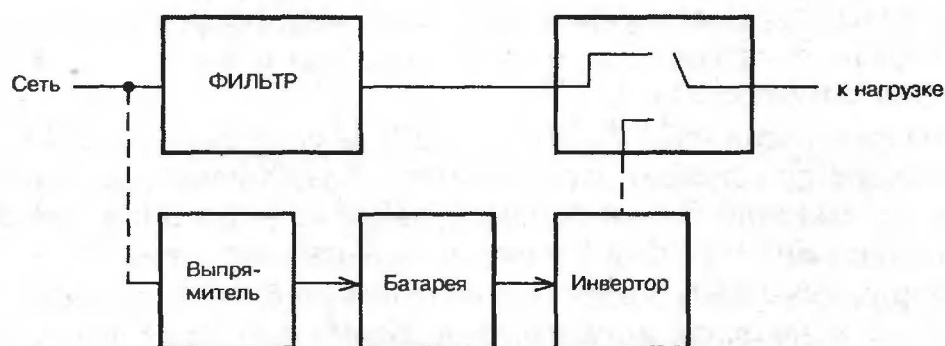 Сеть
ФИЛЬТР
к нагрузке
Выпря-
митель
Батарея
Инвертор